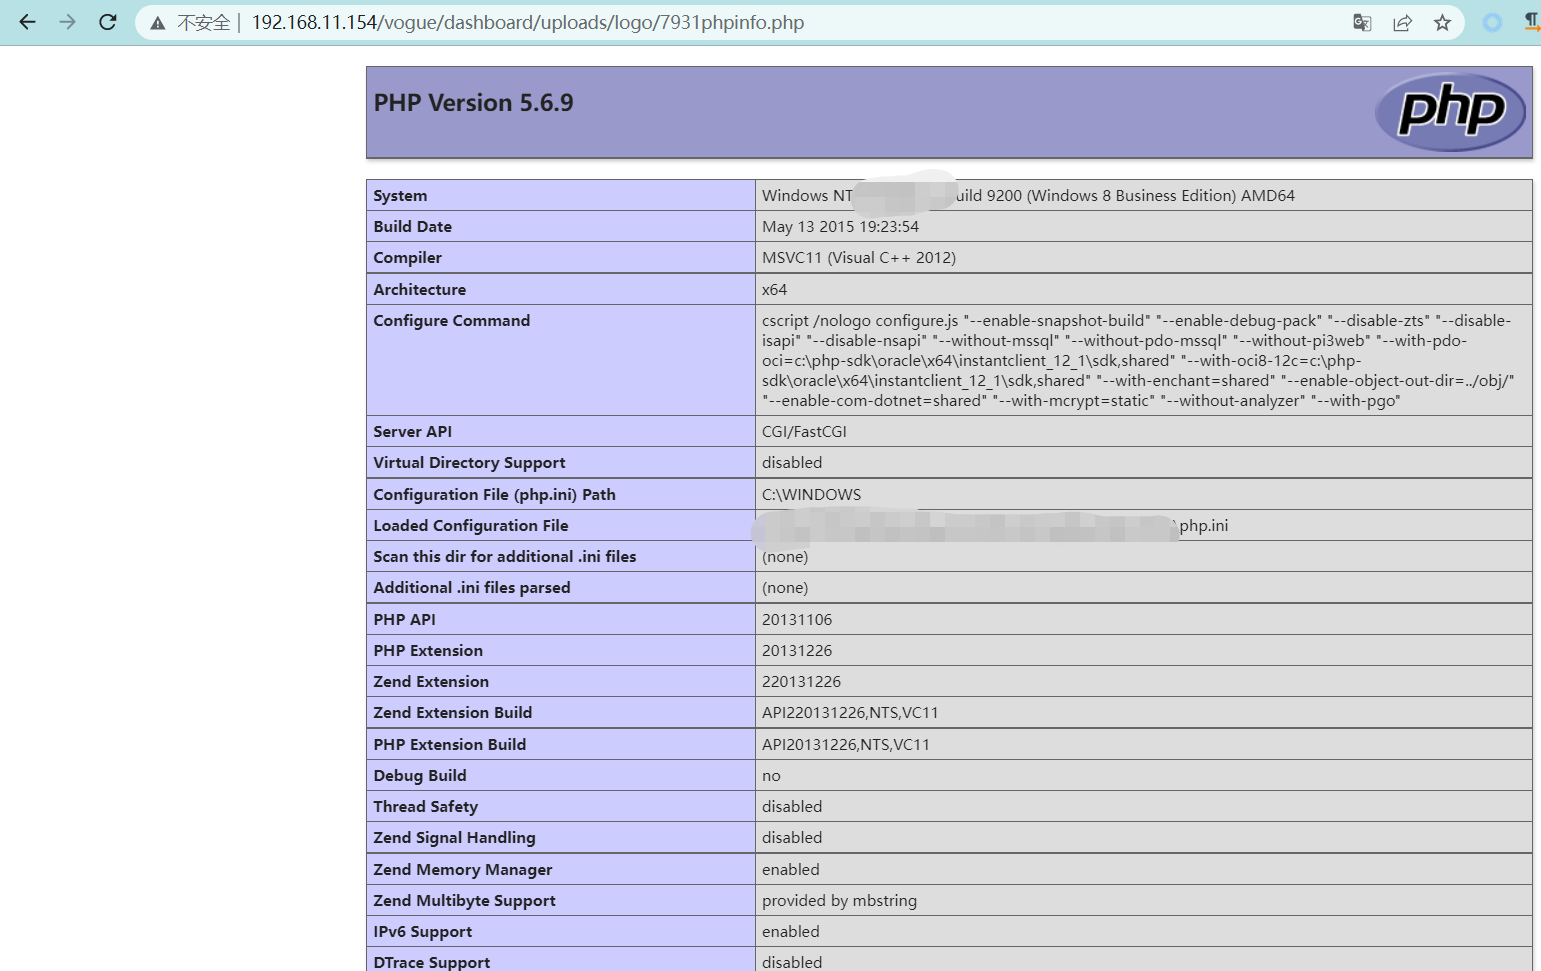 不安全 | 192.168.11.154/vogue/dashboard/uploads/logo/7931phpinfo.php
PHP Version 5.6.9
php
System Windows NT uild 9200 (Windows 8 Business Edition) AMD64
Build Date May 13 2015 19:23:54
Compiler MSVC11 (Visual C++ 2012)
Architecture x64
Configure Command cscript /nologo configure.js "--enable-snapshot-build" "--enable-debug-pack" "--disable-zts" "--disable-
isapi" "--disable-nsapi" "--without-mssql" "--without-pdo-mssql" "--without-pi3web" "--with-pdo-
oci=c:\php-sdk\oracle\x64\instantclient_12_1\sdk,shared" "--with-oci8-12c=c:\php-
sdk\oracle\x64\instantclient_12_1\sdk,shared" "--with-enchant=shared" "--enable-object-out-dir=../obj/"
"--enable-com-dotnet=shared" "--with-mcrypt=static" "--without-analyzer" "--with-pgo"
Server API CGI/FastCGI
Virtual Directory Support disabled
Configuration File (php.ini) Path C:\WINDOWS
Loaded Configuration File \php.ini
Scan this dir for additional .ini files (none)
Additional .ini files parsed (none)
PHP API 20131106
PHP Extension 20131226
Zend Extension 220131226
Zend Extension Build API220131226,NTS,VC11
PHP Extension Build API20131226,NTS,VC11
Debug Build no
Thread Safety disabled
Zend Signal Handling disabled
Zend Memory Manager enabled
Zend Multibyte Support provided by mbstring
IPv6 Support enabled
DTrace Support disabled